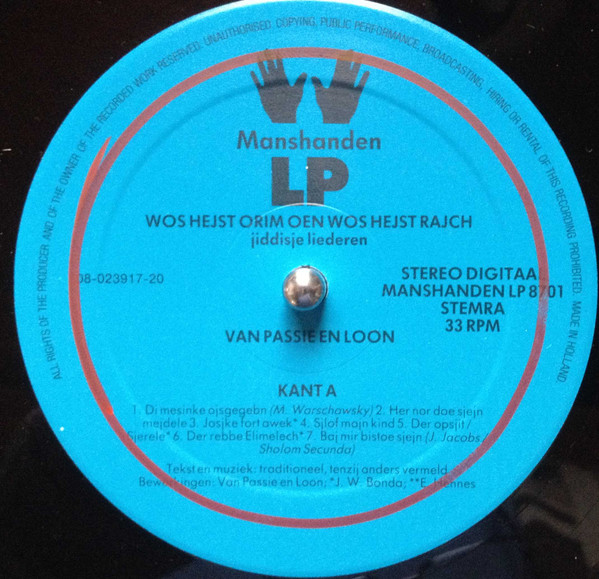 ALL RIGHTS OF THE PRODUCER AND OF THE OWNER OF THE RECORDED WORK RESERVED. UNAUTHORISED COPYING, PUBLIC PERFORMANCE, BROADCASTING, HIRING OR RENTAL OF THIS RECORDING PROHIBITED. MADE IN HOLLAND.
Manshanden
LP
WOS HEJST ORIM OEN WOS HEJST RAJCH
jiddisje liederen
08-023917-20
STEREO DIGITAAL
MANSHANDEN LP 8701
STEMRA
33 RPM
VAN PASSIE EN LOON
KANT A
1. Di mesinke ojsgegebn (M. Warschawsky) 2. Her nor doe sjejn
mejdele 3. Josjke fort awek* 4. Sjlof majn kind 5. Der opsjit /
Sjerele* 6. Der rebbe Elimelech* 7. Baj mir bistoe sjejn (J. Jacobs /
Sholom Secunda)
Tekst en muziek: traditioneel, tenzij anders vermeld
Bewerkingen: Van Passie en Loon; *J. W. Bonda; **E. Hennes